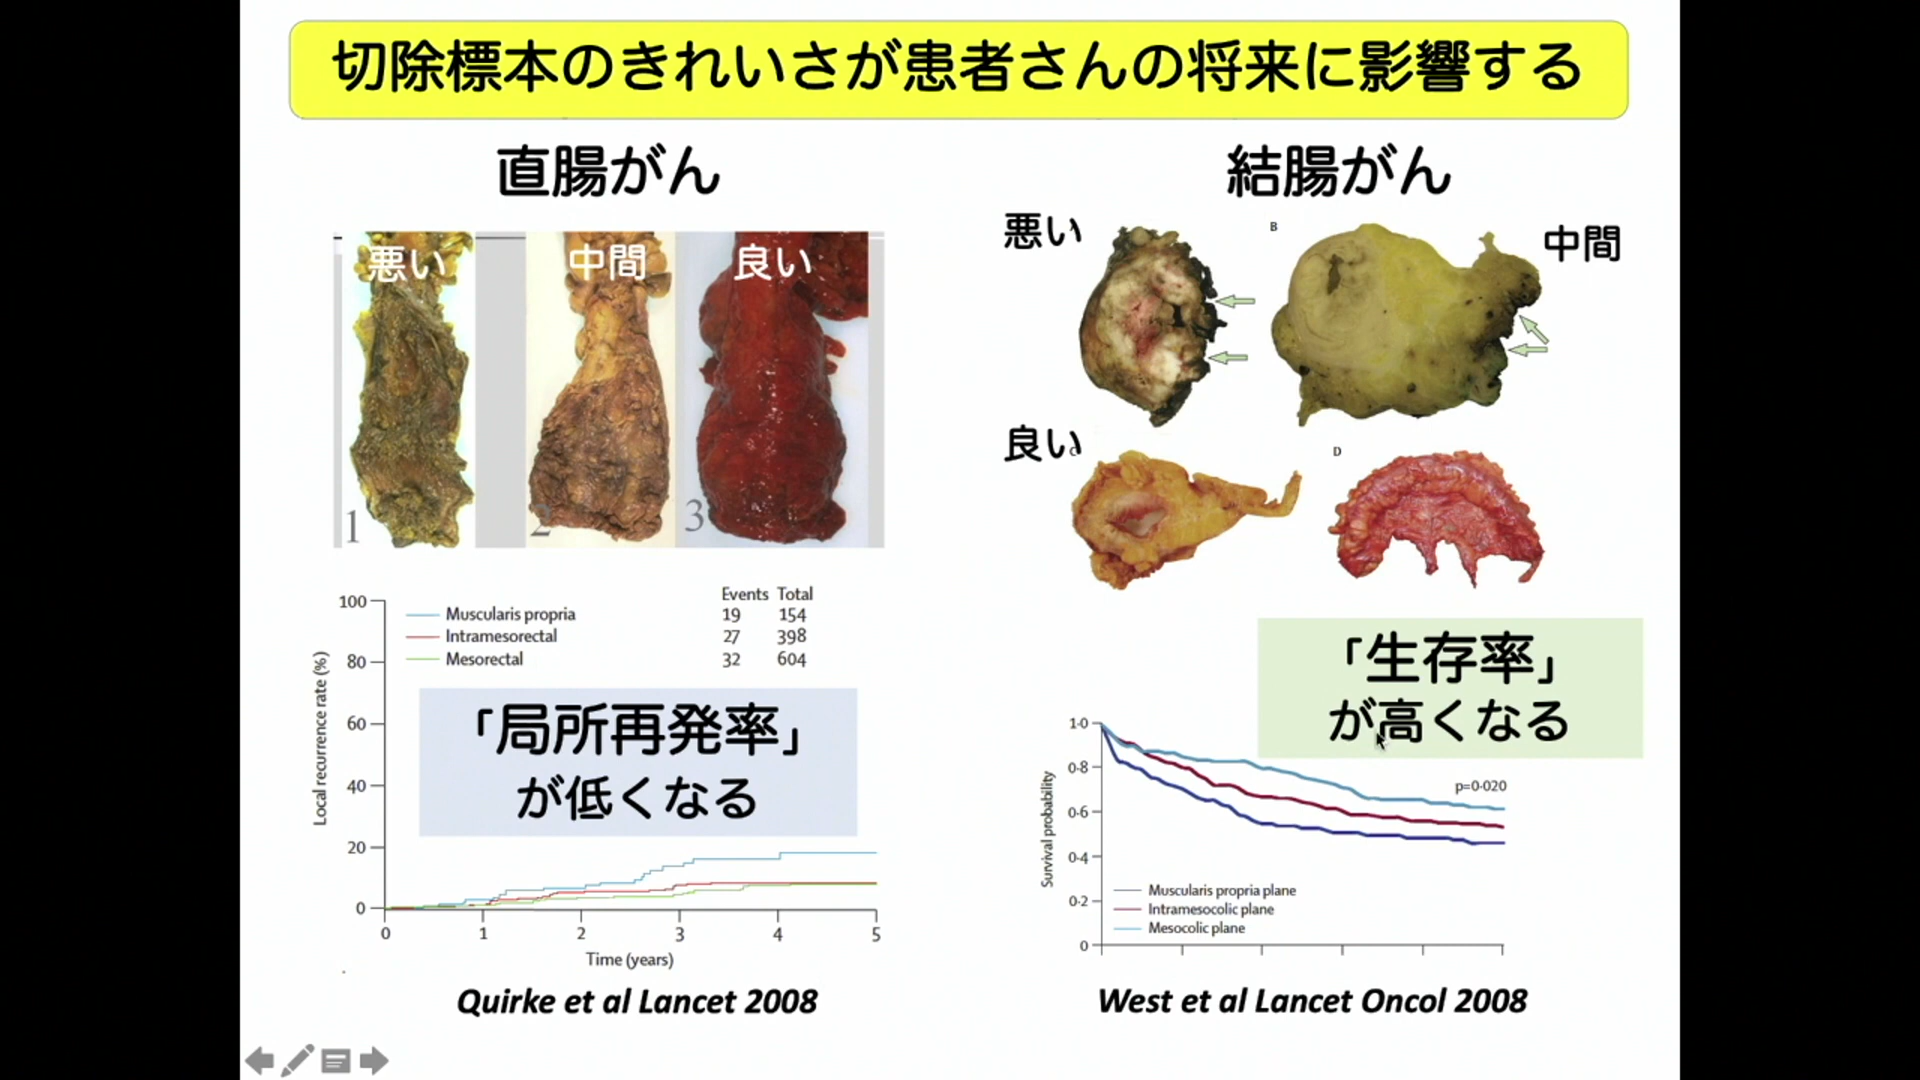 切除標本のきれいさが患者さんの将来に影響する
直腸がん
悪い
中間
良い
1
2
3
Events Total
Muscularis propria 19 154
Intramesorectal 27 398
Mesorectal 32 604
Local recurrence rate (%)
100
80
60
40
20
0
「局所再発率」
が低くなる
0 1 2 3 4 5
Time (years)
Quirke et al Lancet 2008
結腸がん
悪い
B
中間
良い
D
「生存率」
が高くなる
Survival probability
1·0
0·8
0·6
0·4
0·2
0
p=0·020
Muscularis propria plane
Intramesocolic plane
Mesocolic plane
West et al Lancet Oncol 2008